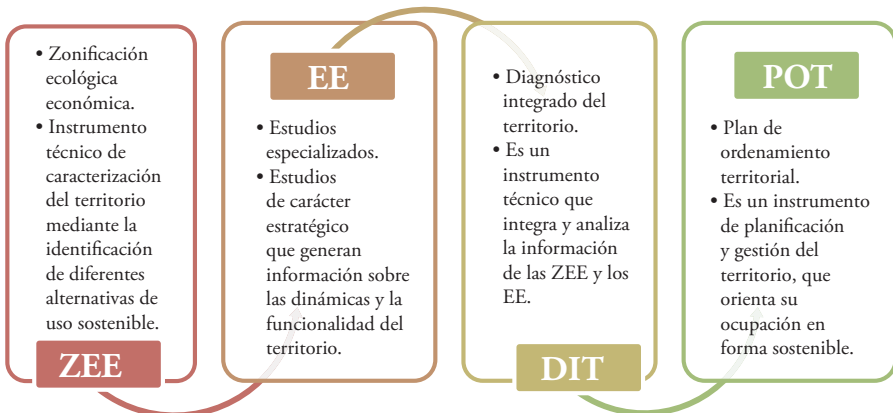 • Zonificación
ecológica
económica.
• Instrumento
técnico de
caracterización
del territorio
mediante la
identificación
de diferentes
alternativas de
uso sostenible.
ZEE
EE
• Estudios
especializados.
• Estudios
de carácter
estratégico
que generan
información sobre
las dinámicas y la
funcionalidad del
territorio.
• Diagnóstico
integrado del
territorio.
• Es un
instrumento
técnico que
integra y analiza
la información
de las ZEE y los
EE.
DIT
POT
• Plan de
ordenamiento
territorial.
• Es un instrumento
de planificación
y gestión del
territorio, que
orienta su
ocupación en
forma sostenible.